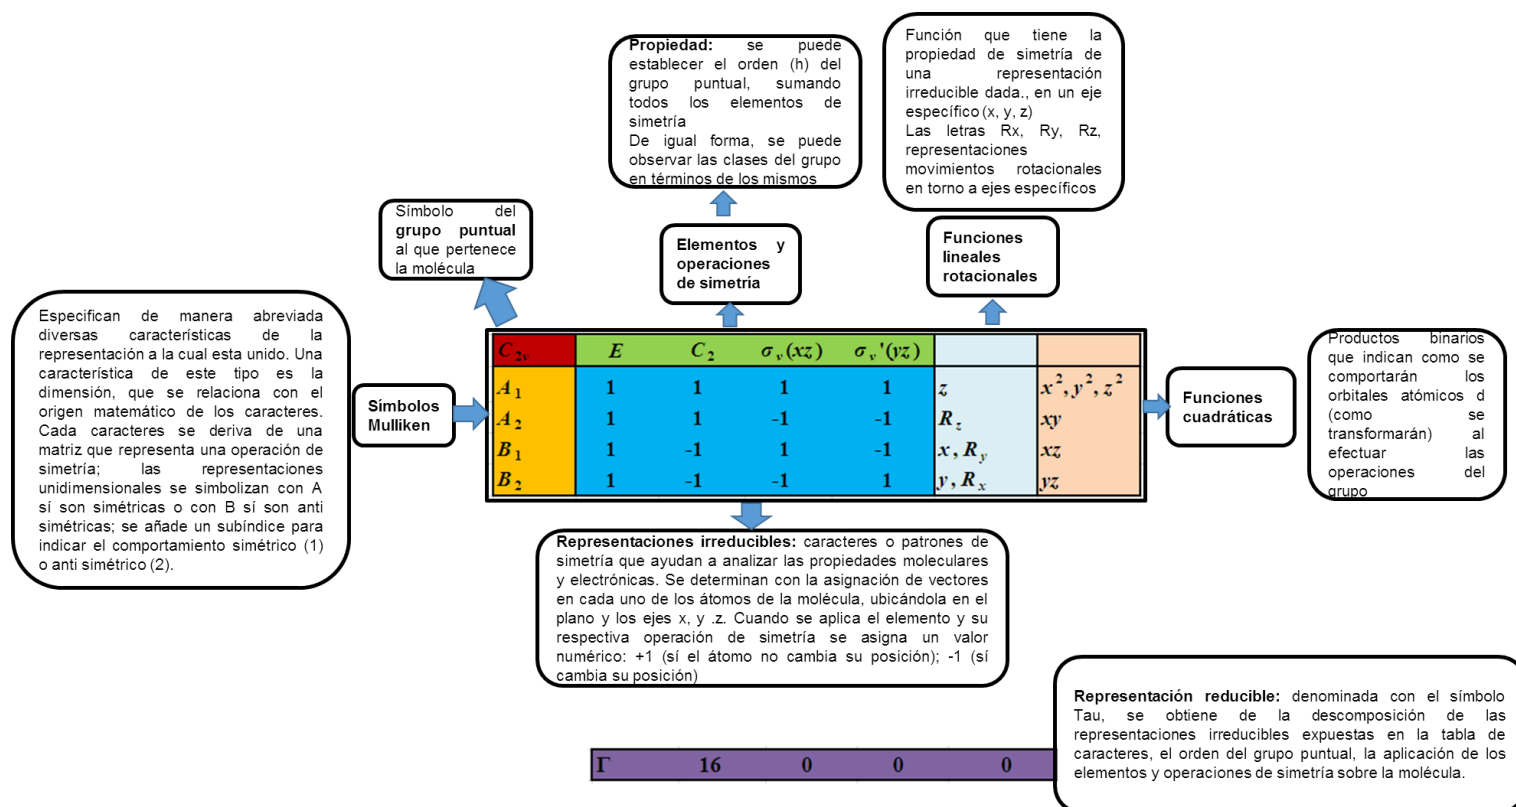 Propiedad: se puede
establecer el orden (h) del
grupo puntual, sumando
todos los elementos de
simetría
De igual forma, se puede
observar las clases del grupo
en términos de los mismos
Función que tiene la
propiedad de simetría de
una representación
irreducible dada., en un eje
específico (x, y, z)
Las letras Rx, Ry, Rz,
representaciones
movimientos rotacionales
en torno a ejes específicos
Símbolo del
grupo puntual
al que pertenece
la molécula
Elementos y
operaciones
de simetría
Funciones
lineales
rotacionales
Especifican de manera abreviada
diversas características de la
representación a la cual esta unido. Una
característica de este tipo es la
dimensión, que se relaciona con el
origen matemático de los caracteres.
Cada caracteres se deriva de una
matriz que representa una operación de
simetría; las representaciones
unidimensionales se simbolizan con A
sí son simétricas o con B sí son anti
simétricas; se añade un subíndice para
indicar el comportamiento simétrico (1)
o anti simétrico (2).
Símbolos
Mulliken
C2v E C2 σv(xz) σv'(yz)
A1 1 1 1 1 z x², y², z²
A2 1 1 -1 -1 Rz xy
B1 1 -1 1 -1 x, Ry xz
B2 1 -1 -1 1 y, Rx yz
Funciones
cuadráticas
Productos binarios
que indican como se
comportarán los
orbitales atómicos d
(como se
transformarán) al
efectuar las
operaciones del
grupo
Representaciones irreducibles: caracteres o patrones de
simetría que ayudan a analizar las propiedades moleculares
y electrónicas. Se determinan con la asignación de vectores
en cada uno de los átomos de la molécula, ubicándola en el
plano y los ejes x, y .z. Cuando se aplica el elemento y su
respectiva operación de simetría se asigna un valor
numérico: +1 (sí el átomo no cambia su posición); -1 (sí
cambia su posición)
Representación reducible: denominada con el símbolo
Tau, se obtiene de la descomposición de las
representaciones irreducibles expuestas en la tabla de
caracteres, el orden del grupo puntual, la aplicación de los
elementos y operaciones de simetría sobre la molécula.
Γ 16 0 0 0